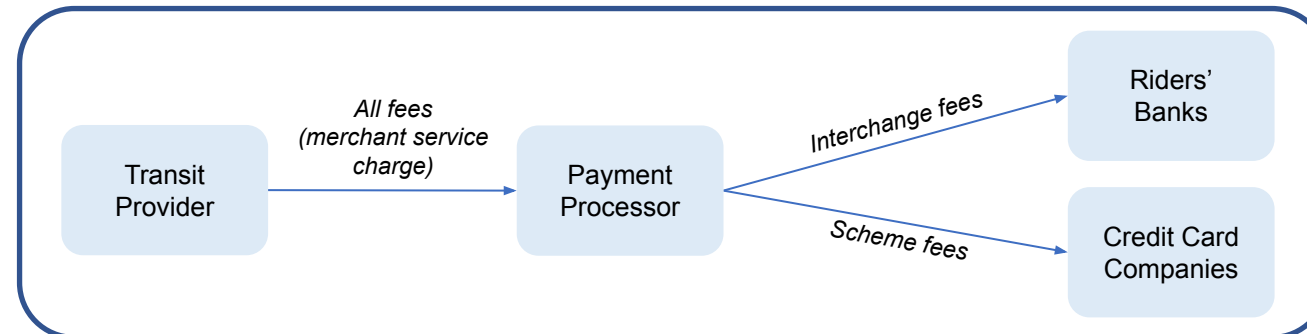 Transit
Provider
All fees
(merchant service
charge)
Payment
Processor
Interchange fees
Scheme fees
Riders’
Banks
Credit Card
Companies